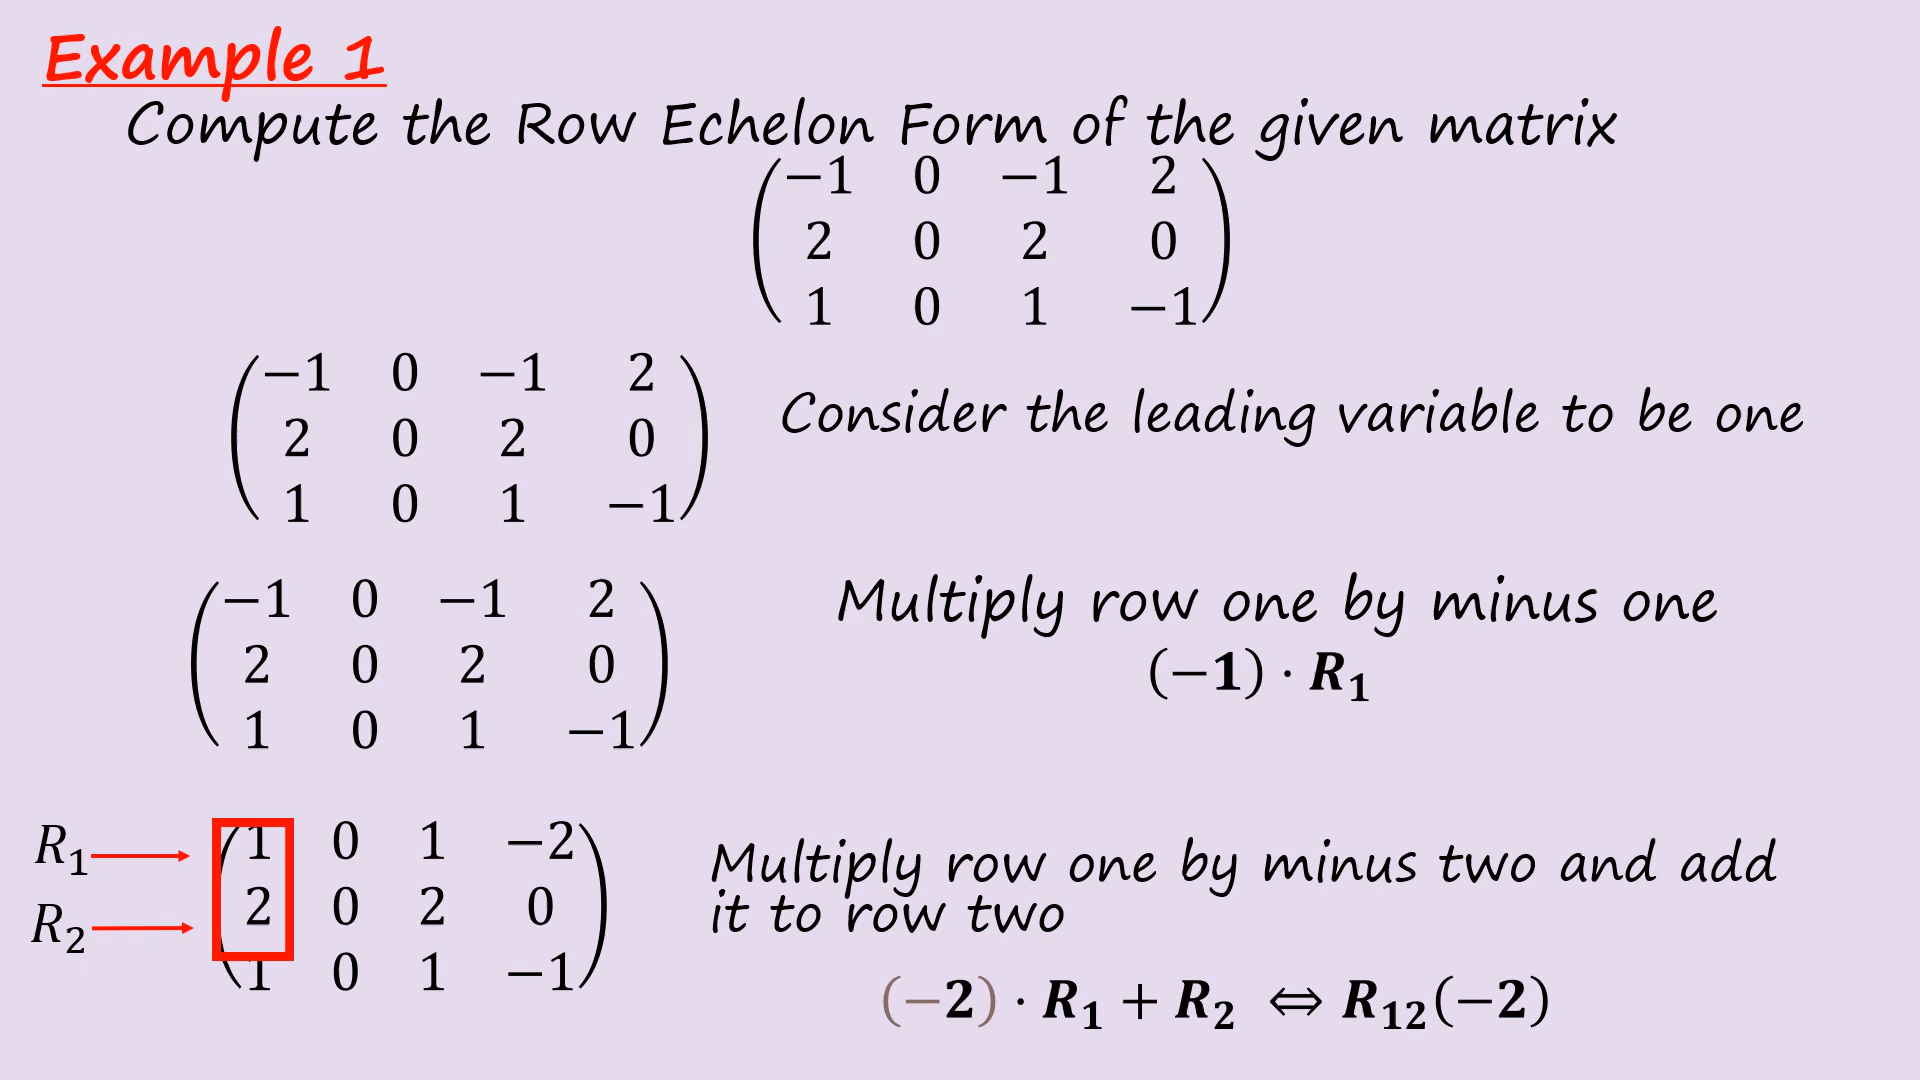 Example 1
Compute the Row Echelon Form of the given matrix
−1 0 −1 2
2 0 2 0
1 0 1 −1
−1 0 −1 2
2 0 2 0
1 0 1 −1
Consider the leading variable to be one
−1 0 −1 2
2 0 2 0
1 0 1 −1
Multiply row one by minus one
(−1) · R₁
R₁
R₂
1 0 1 −2
2 0 2 0
1 0 1 −1
Multiply row one by minus two and add
it to row two
(−2) · R₁ + R₂ ⇔ R₁₂(−2)